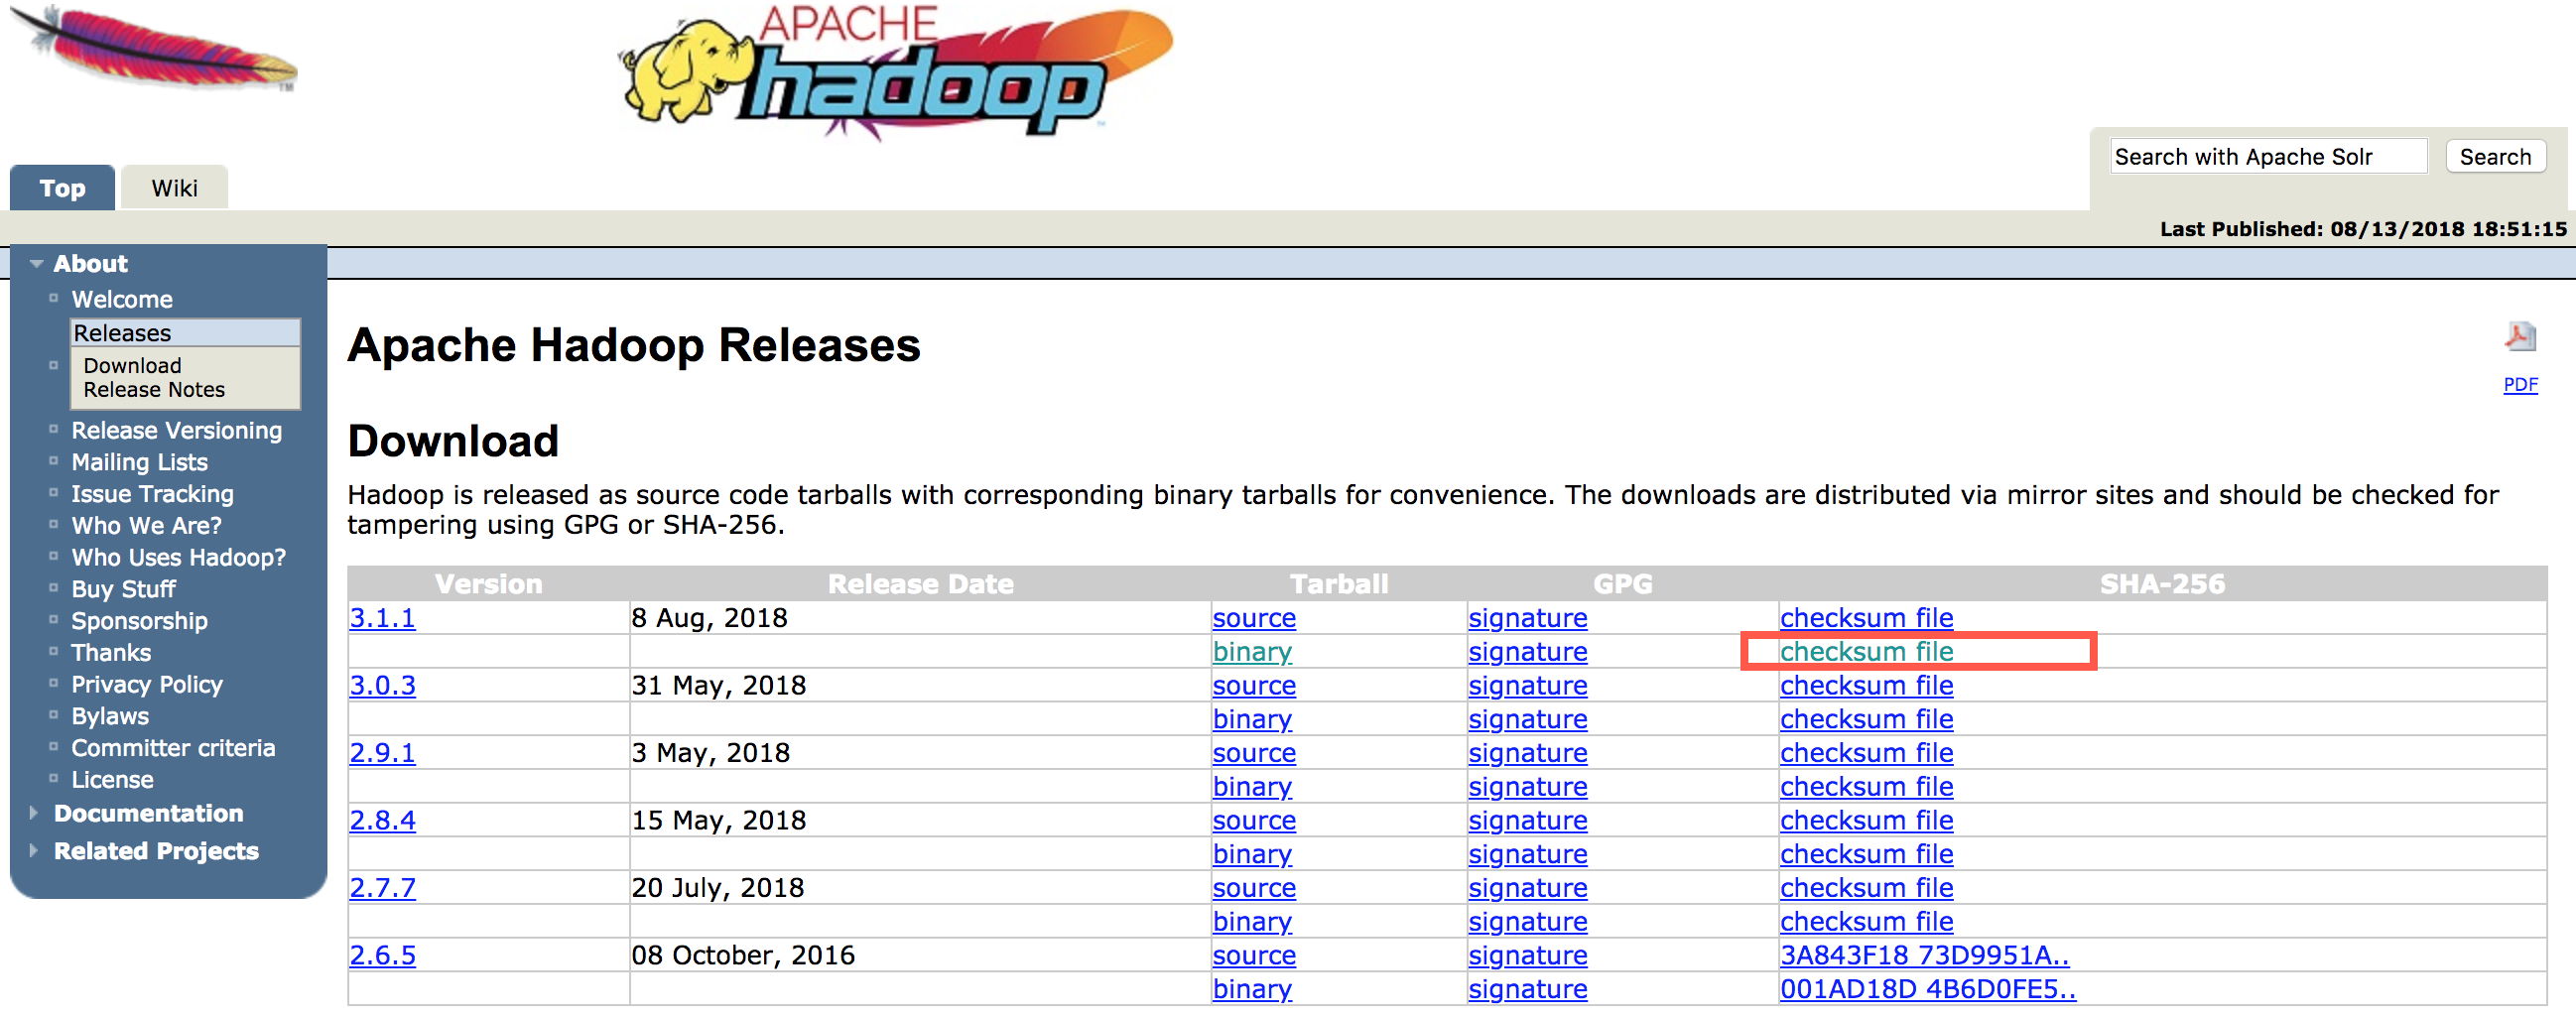 TM
APACHE
hadoop
Top
Wiki
Search with Apache Solr
Search
Last Published: 08/13/2018 18:51:15
About
Welcome
Releases
Download
Release Notes
Release Versioning
Mailing Lists
Issue Tracking
Who We Are?
Who Uses Hadoop?
Buy Stuff
Sponsorship
Thanks
Privacy Policy
Bylaws
Committer criteria
License
Documentation
Related Projects
Apache Hadoop Releases
PDF
Download
Hadoop is released as source code tarballs with corresponding binary tarballs for convenience. The downloads are distributed via mirror sites and should be checked for
tampering using GPG or SHA-256.
Version Release Date Tarball GPG SHA-256
3.1.1 8 Aug, 2018 source signature checksum file
binary signature checksum file
3.0.3 31 May, 2018 source signature checksum file
binary signature checksum file
2.9.1 3 May, 2018 source signature checksum file
binary signature checksum file
2.8.4 15 May, 2018 source signature checksum file
binary signature checksum file
2.7.7 20 July, 2018 source signature checksum file
binary signature checksum file
2.6.5 08 October, 2016 source signature 3A843F18 73D9951A..
binary signature 001AD18D 4B6D0FE5..